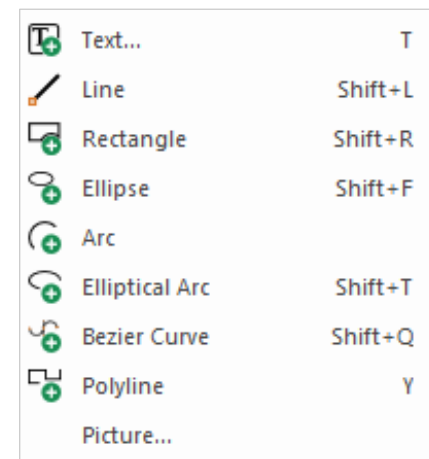 Text... T
Line Shift+L
Rectangle Shift+R
Ellipse Shift+F
Arc
Elliptical Arc Shift+T
Bezier Curve Shift+Q
Polyline Y
Picture...